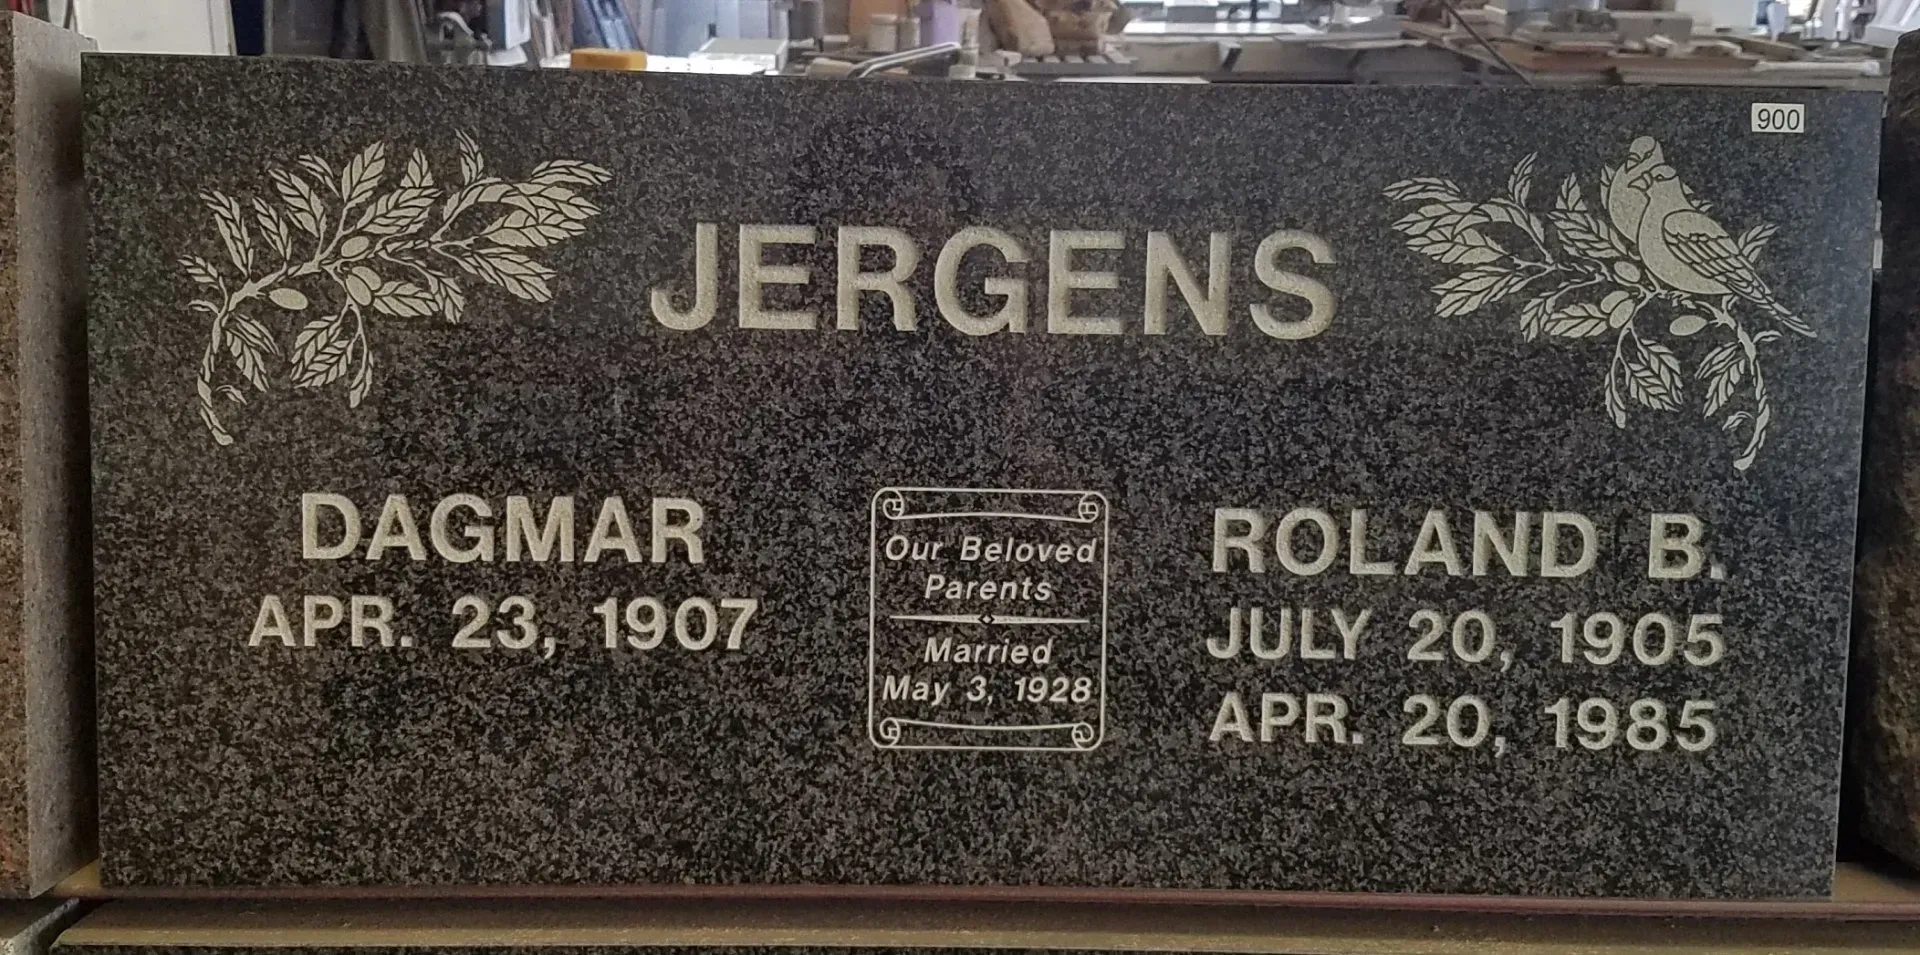 900
JERGENS
DAGMAR
APR. 23, 1907
Our Beloved
Parents
Married
May 3, 1928
ROLAND B.
JULY 20, 1905
APR. 20, 1985